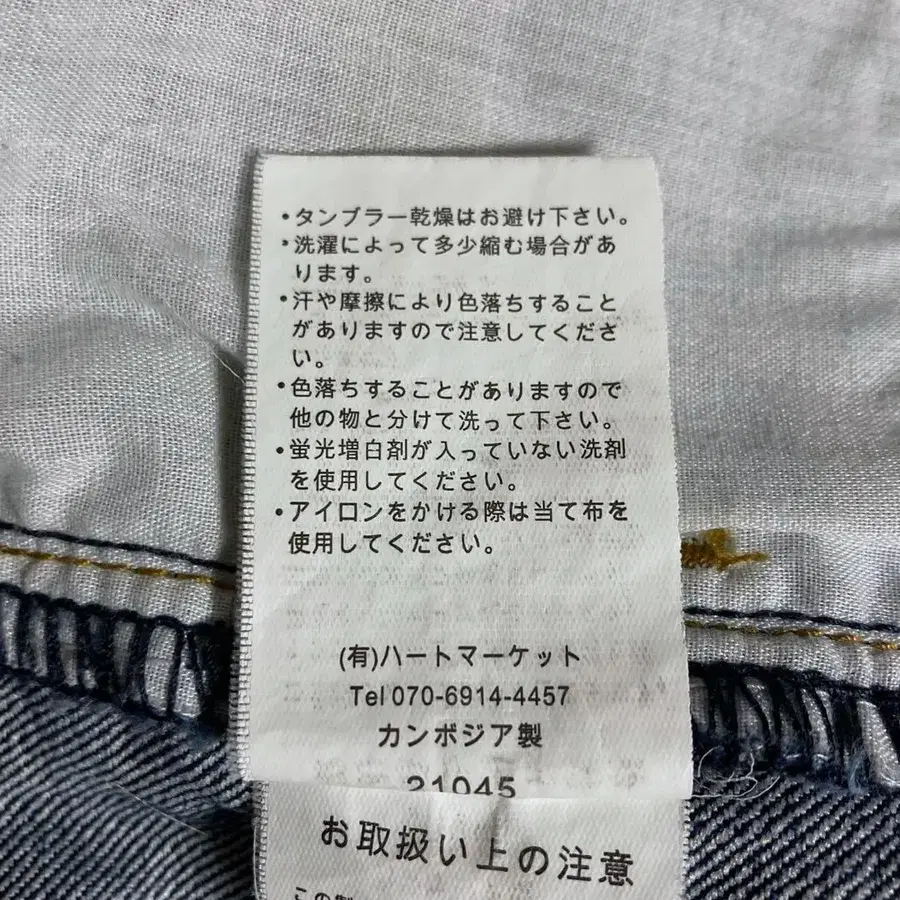 ・タンブラー乾燥はお避け下さい。
・洗濯によって多少縮む場合があ
ります。
・汗や摩擦により色落ちすること
がありますので注意してくださ
い。
・色落ちすることがありますので
他の物と分けて洗って下さい。
・蛍光増白剤が入っていない洗剤
を使用してください。
・アイロンをかける際は当て布を
使用してください。
(有)ハートマーケット
Tel 070-6914-4457
カンボジア製
21045
お取扱い上の注意